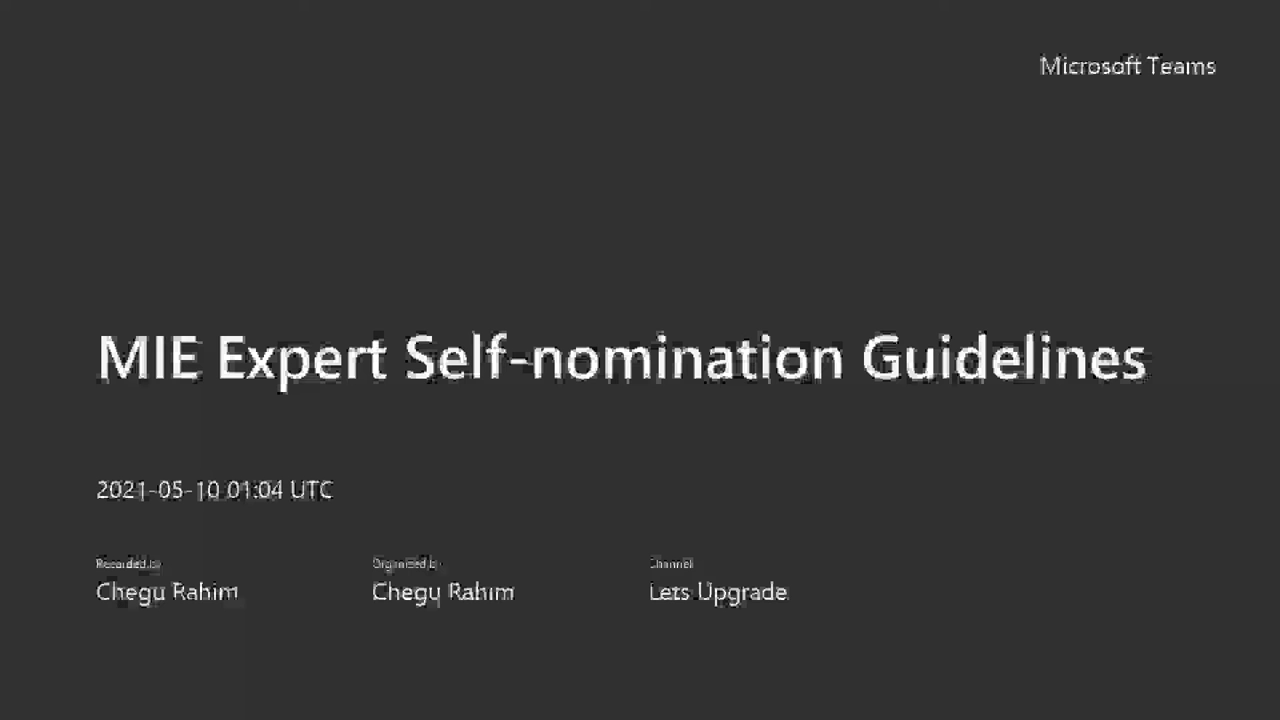 Microsoft Teams
MIE Expert Self-nomination Guidelines
2021-05-10 01:04 UTC
Recorded by Organized by Channel
Chegu Rahim Chegu Rahim Lets Upgrade